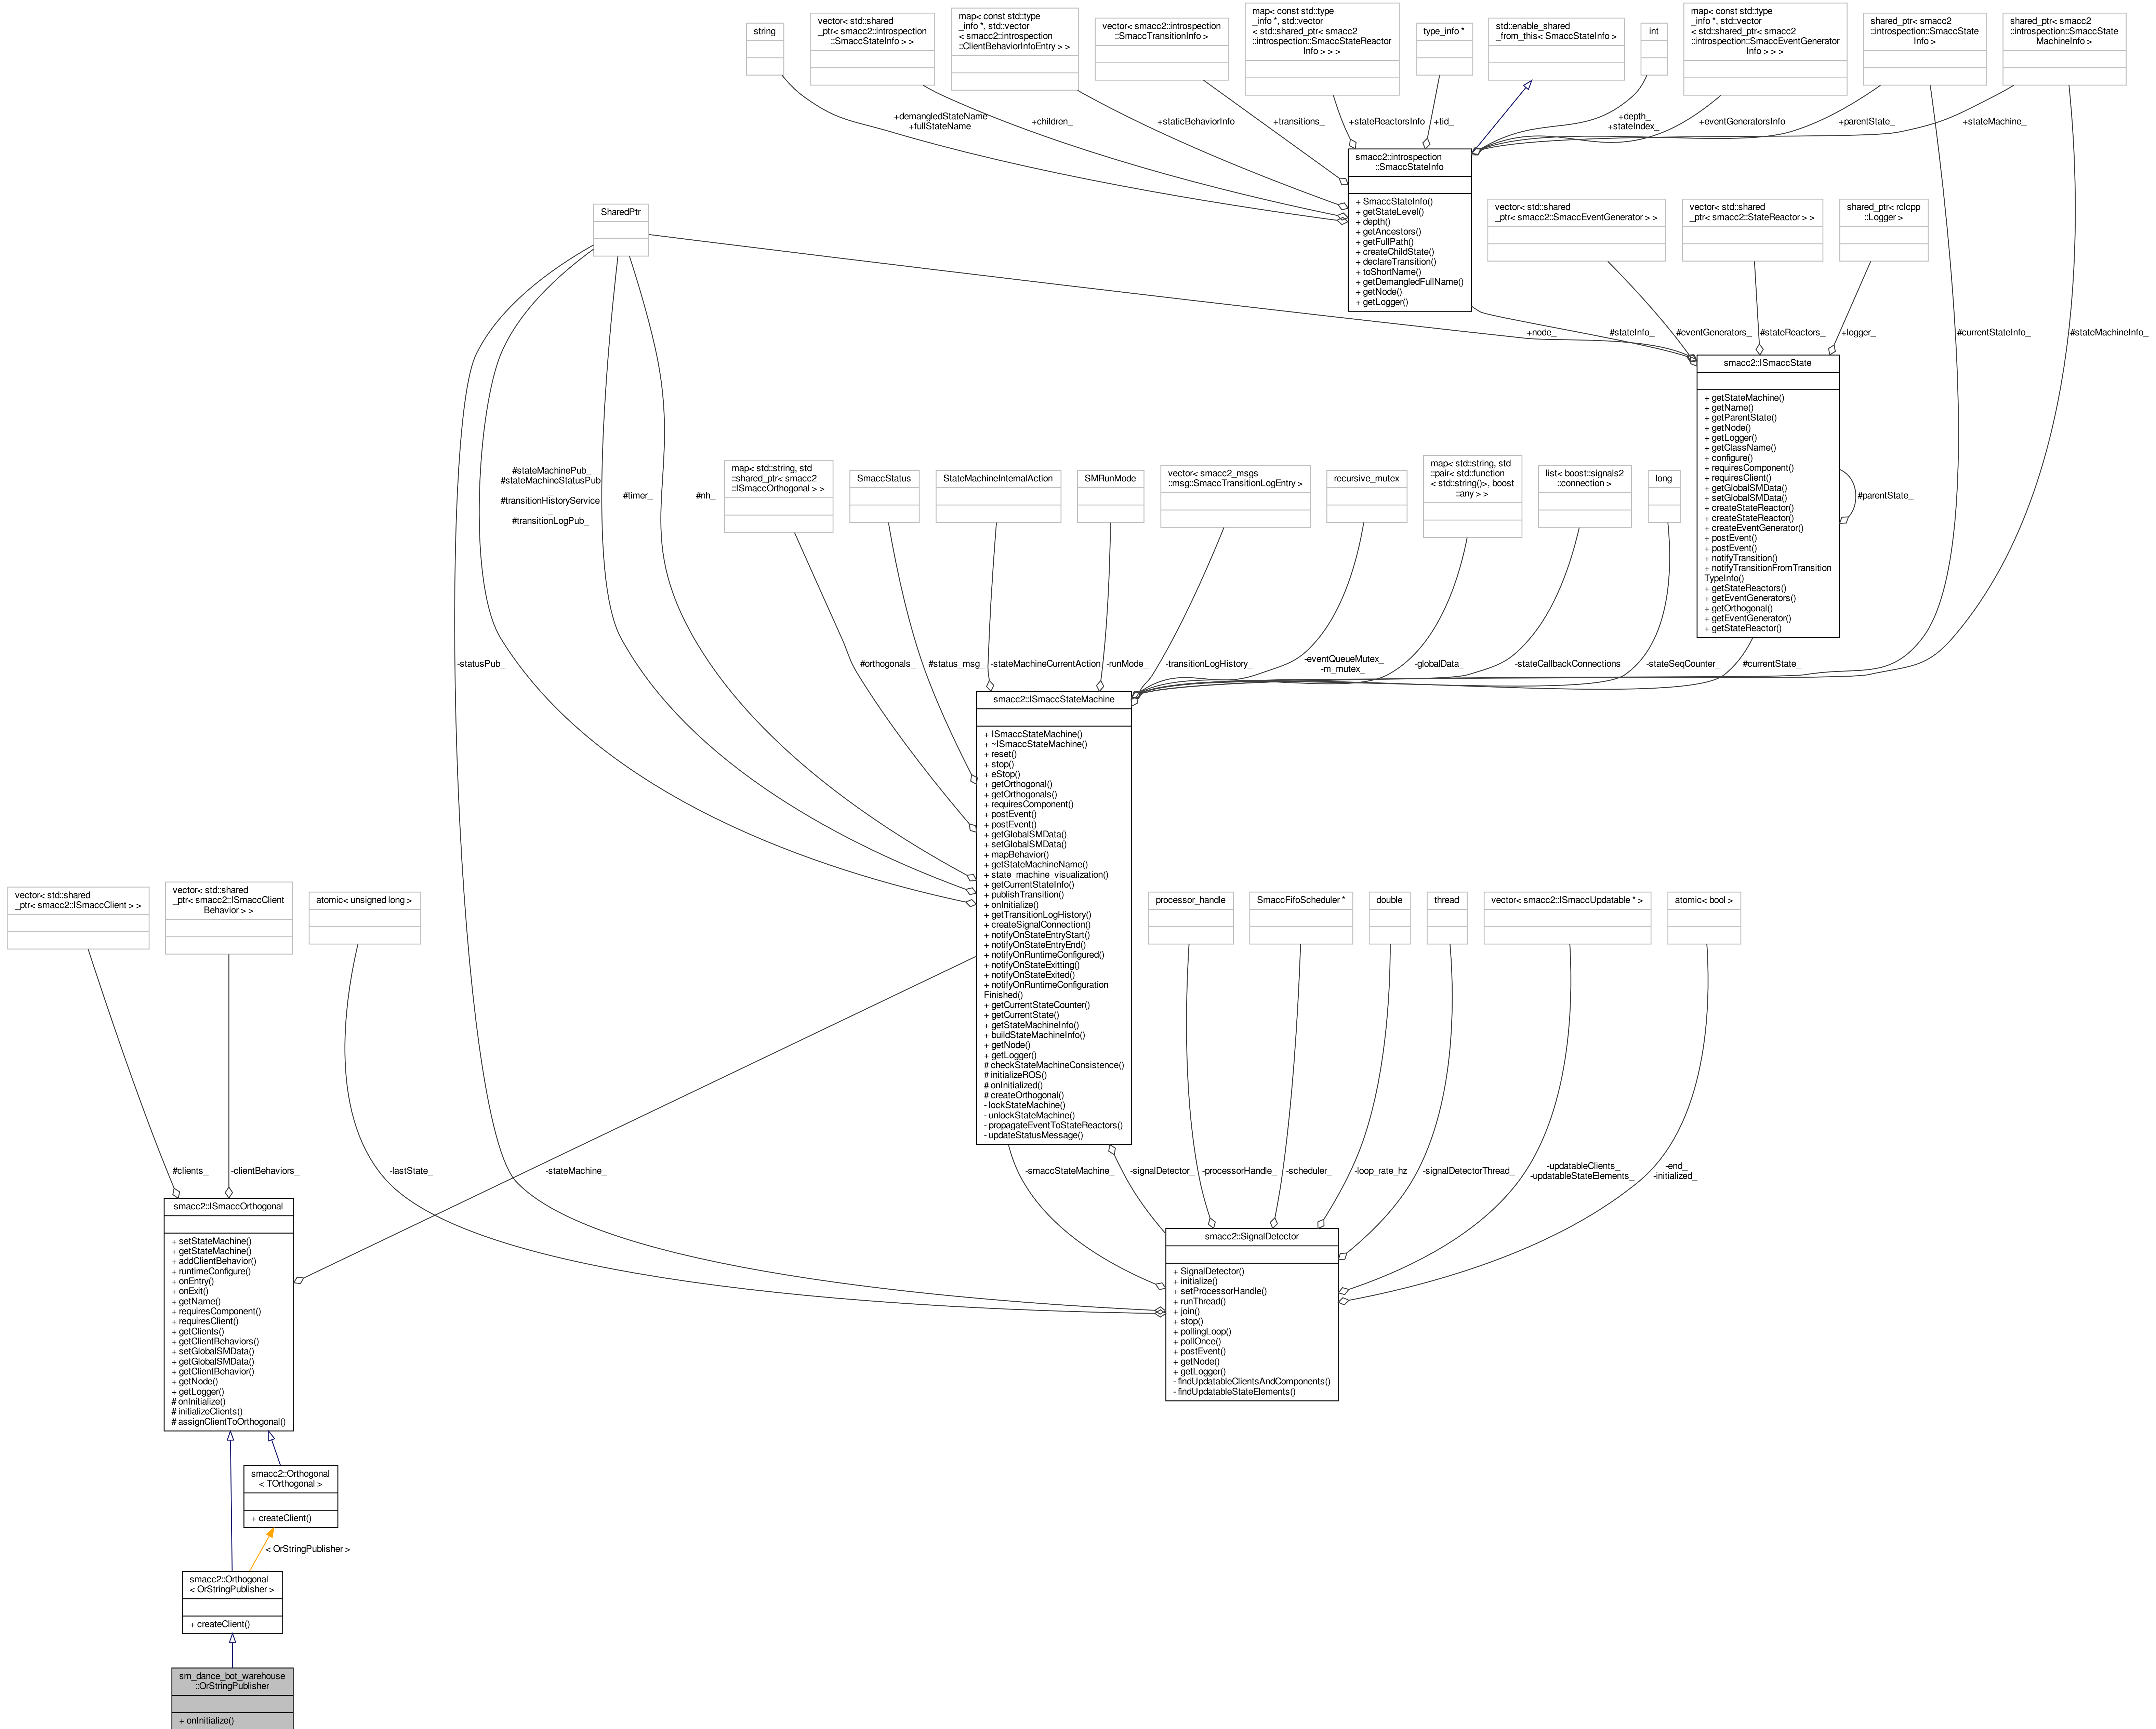 string
vector< std::shared
_ptr< smacc2::introspection
::SmaccStateInfo > >
map< const std::type
_info *, std::vector
< smacc2::introspection
::ClientBehaviorInfoEntry > >
vector< smacc2::introspection
::SmaccTransitionInfo >
map< const std::type
_info *, std::vector
< std::shared_ptr< smacc2
::introspection::SmaccStateReactor
Info > > >
type_info *
std::enable_shared
_from_this< SmaccStateInfo >
int
map< const std::type
_info *, std::vector
< std::shared_ptr< smacc2
::introspection::SmaccEventGenerator
Info > > >
shared_ptr< smacc2
::introspection::SmaccState
Info >
shared_ptr< smacc2
::introspection::SmaccState
MachineInfo >
+demangledStateName
+fullStateName
+children_
+staticBehaviorInfo
+transitions_
+stateReactorsInfo
+tid_
+depth_
+stateIndex_
+eventGeneratorsInfo
+parentState_
+stateMachine_
smacc2::introspection
::SmaccStateInfo
+ SmaccStateInfo()
+ getStateLevel()
+ depth()
+ getAncestors()
+ getFullPath()
+ createChildState()
+ declareTransition()
+ toShortName()
+ getDemangledFullName()
+ getNode()
+ getLogger()
SharedPtr
vector< std::shared
_ptr< smacc2::SmaccEventGenerator > >
vector< std::shared
_ptr< smacc2::StateReactor > >
shared_ptr< rclcpp
::Logger >
+node_
#stateInfo_
#eventGenerators_
#stateReactors_
+logger_
#currentStateInfo_
#stateMachineInfo_
smacc2::ISmaccState
+ getStateMachine()
+ getName()
+ getParentState()
+ getNode()
+ getLogger()
+ getClassName()
+ configure()
+ requiresComponent()
+ requiresClient()
+ getGlobalSMData()
+ setGlobalSMData()
+ createStateReactor()
+ createStateReactor()
+ createEventGenerator()
+ postEvent()
+ postEvent()
+ notifyTransition()
+ notifyTransitionFromTransition
TypeInfo()
+ getStateReactors()
+ getEventGenerators()
+ getOrthogonal()
+ getEventGenerator()
+ getStateReactor()
#parentState_
#stateMachinePub_
#stateMachineStatusPub
_
#transitionHistoryService
_
#transitionLogPub_
#timer_
#nh_
map< std::string, std
::shared_ptr< smacc2
::ISmaccOrthogonal > >
SmaccStatus
StateMachineInternalAction
SMRunMode
vector< smacc2_msgs
::msg::SmaccTransitionLogEntry >
recursive_mutex
map< std::string, std
::pair< std::function
< std::string()>, boost
::any > >
list< boost::signals2
::connection >
long
-statusPub_
#orthogonals_
#status_msg_
-stateMachineCurrentAction
-runMode_
-transitionLogHistory_
-eventQueueMutex_
-m_mutex_
-globalData_
-stateCallbackConnections
-stateSeqCounter_
#currentState_
smacc2::ISmaccStateMachine
+ ISmaccStateMachine()
+ ~ISmaccStateMachine()
+ reset()
+ stop()
+ eStop()
+ getOrthogonal()
+ getOrthogonals()
+ requiresComponent()
+ postEvent()
+ postEvent()
+ getGlobalSMData()
+ setGlobalSMData()
+ mapBehavior()
+ getStateMachineName()
+ state_machine_visualization()
+ getCurrentStateInfo()
+ publishTransition()
+ onInitialize()
+ getTransitionLogHistory()
+ createSignalConnection()
+ notifyOnStateEntryStart()
+ notifyOnStateEntryEnd()
+ notifyOnRuntimeConfigured()
+ notifyOnStateExitting()
+ notifyOnStateExited()
+ notifyOnRuntimeConfiguration
Finished()
+ getCurrentStateCounter()
+ getCurrentState()
+ getStateMachineInfo()
+ buildStateMachineInfo()
+ getNode()
+ getLogger()
# checkStateMachineConsistence()
# initializeROS()
# onInitialized()
# createOrthogonal()
- lockStateMachine()
- unlockStateMachine()
- propagateEventToStateReactors()
- updateStatusMessage()
vector< std::shared
_ptr< smacc2::ISmaccClient > >
vector< std::shared
_ptr< smacc2::ISmaccClient
Behavior > >
atomic< unsigned long >
processor_handle
SmaccFifoScheduler *
double
thread
vector< smacc2::ISmaccUpdatable * >
atomic< bool >
#clients_
-clientBehaviors_
-lastState_
-stateMachine_
-smaccStateMachine_
-signalDetector_
-processorHandle_
-scheduler_
-loop_rate_hz
-signalDetectorThread_
-updatableClients_
-updatableStateElements_
-end_
-initialized_
smacc2::ISmaccOrthogonal
+ setStateMachine()
+ getStateMachine()
+ addClientBehavior()
+ runtimeConfigure()
+ onEntry()
+ onExit()
+ getName()
+ requiresComponent()
+ requiresClient()
+ getClients()
+ getClientBehaviors()
+ setGlobalSMData()
+ getGlobalSMData()
+ getClientBehavior()
+ getNode()
+ getLogger()
# onInitialize()
# initializeClients()
# assignClientToOrthogonal()
smacc2::SignalDetector
+ SignalDetector()
+ initialize()
+ setProcessorHandle()
+ runThread()
+ join()
+ stop()
+ pollingLoop()
+ pollOnce()
+ postEvent()
+ getNode()
+ getLogger()
- findUpdatableClientsAndComponents()
- findUpdatableStateElements()
smacc2::Orthogonal
< TOrthogonal >
+ createClient()
< OrStringPublisher >
smacc2::Orthogonal
< OrStringPublisher >
+ createClient()
sm_dance_bot_warehouse
::OrStringPublisher
+ onInitialize()